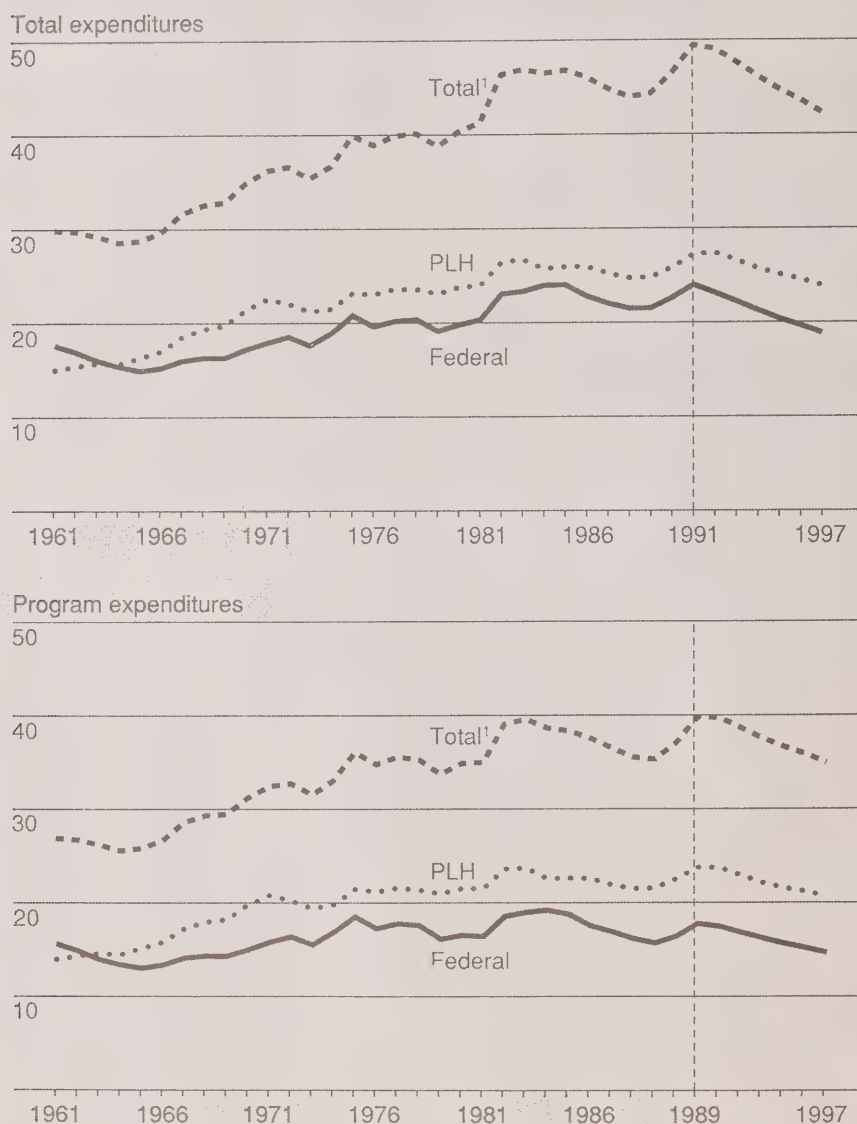 Total expenditures
50
Total¹
40
30
PLH
20
Federal
10
1961 1966 1971 1976 1981 1986 1991 1997
Program expenditures
50
40
Total¹
30
PLH
20
Federal
10
1961 1966 1971 1976 1981 1986 1989 1997